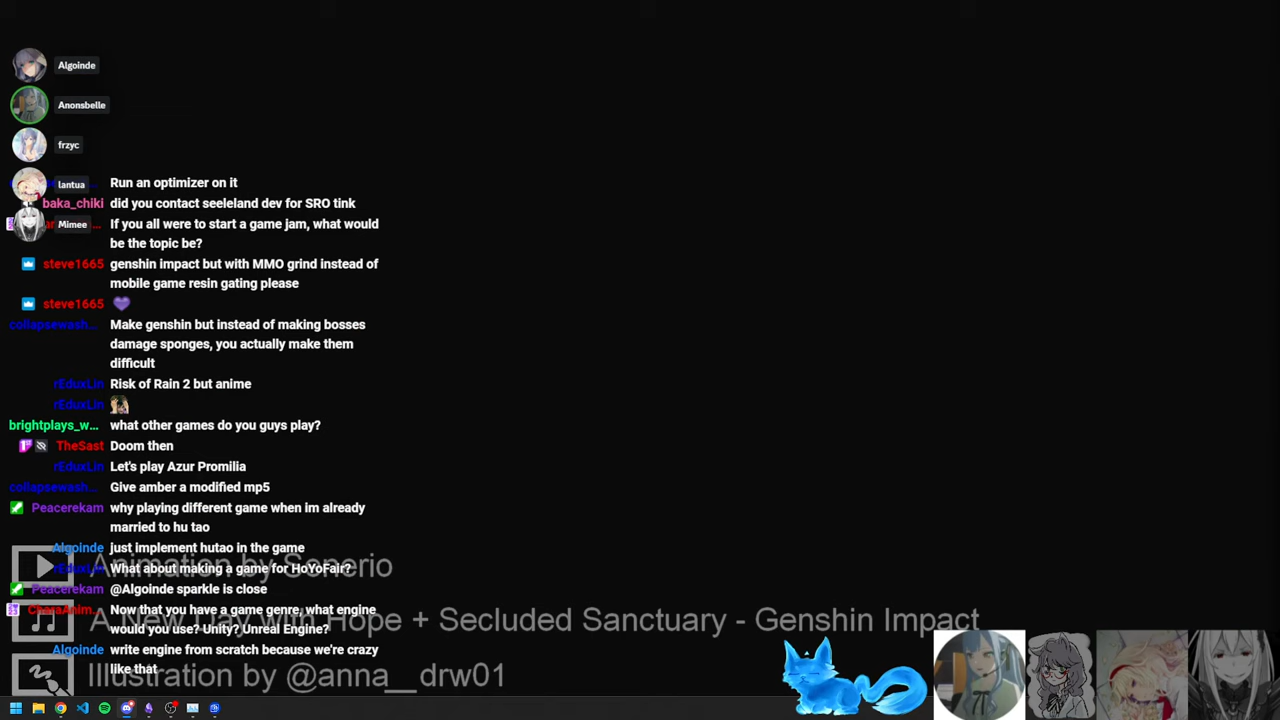 Algoinde
Anonsbelle
frzyc
lantua
Run an optimizer on it
baka_chiki did you contact seeleland dev for SRO tink
Mimee
If you all were to start a game jam, what would
be the topic be?
steve1665 genshin impact but with MMO grind instead of
mobile game resin gating please
steve1665
collapsewash... Make genshin but instead of making bosses
damage sponges, you actually make them
difficult
rEduxLin Risk of Rain 2 but anime
rEduxLin
brightplays_w... what other games do you guys play?
TheSast Doom then
rEduxLin Let's play Azur Promilia
collapsewash... Give amber a modified mp5
Peacerekam why playing different game when im already
married to hu tao
Algoinde just implement hutao in the game
Animation by Senerio
rEduxLin What about making a game for HoYoFair?
Peacerekam @Algoinde sparkle is close
CharaAnim... Now that you have a game genre, what engine
would you use? Unity? Unreal Engine?
A New Day with Hope + Secluded Sanctuary - Genshin Impact
Algoinde write engine from scratch because we're crazy
like that
Illustration by @anna__drw01